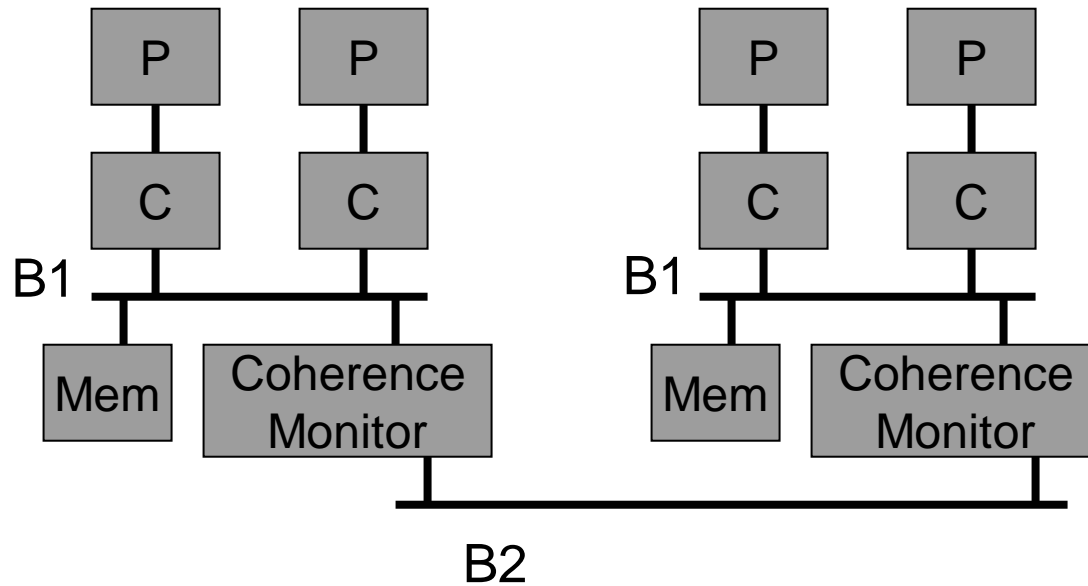 P P P P
C C C C
B1 B1
Mem Coherence Monitor Mem Coherence Monitor
B2